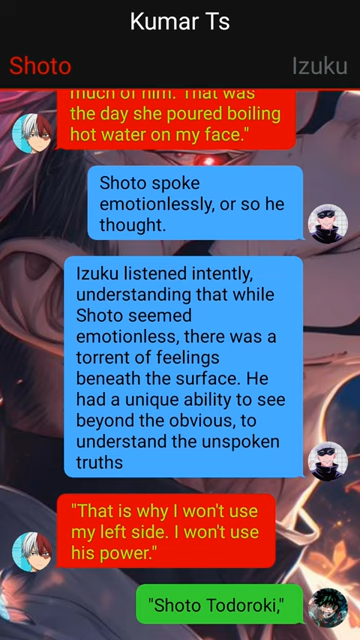 Kumar Ts
Shoto
Izuku
much of him. That was
the day she poured boiling
hot water on my face."
Shoto spoke
emotionlessly, or so he
thought.
Izuku listened intently,
understanding that while
Shoto seemed
emotionless, there was a
torrent of feelings
beneath the surface. He
had a unique ability to see
beyond the obvious, to
understand the unspoken
truths
"That is why I won't use
my left side. I won't use
his power."
"Shoto Todoroki,"